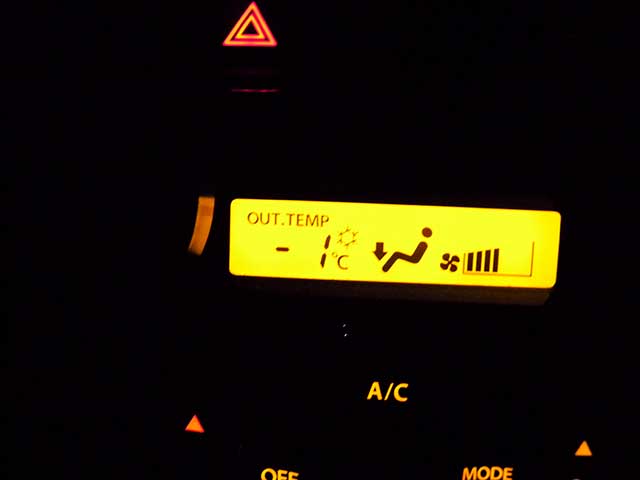 OUT.TEMP
-1°C
A/C
OFF
MODE